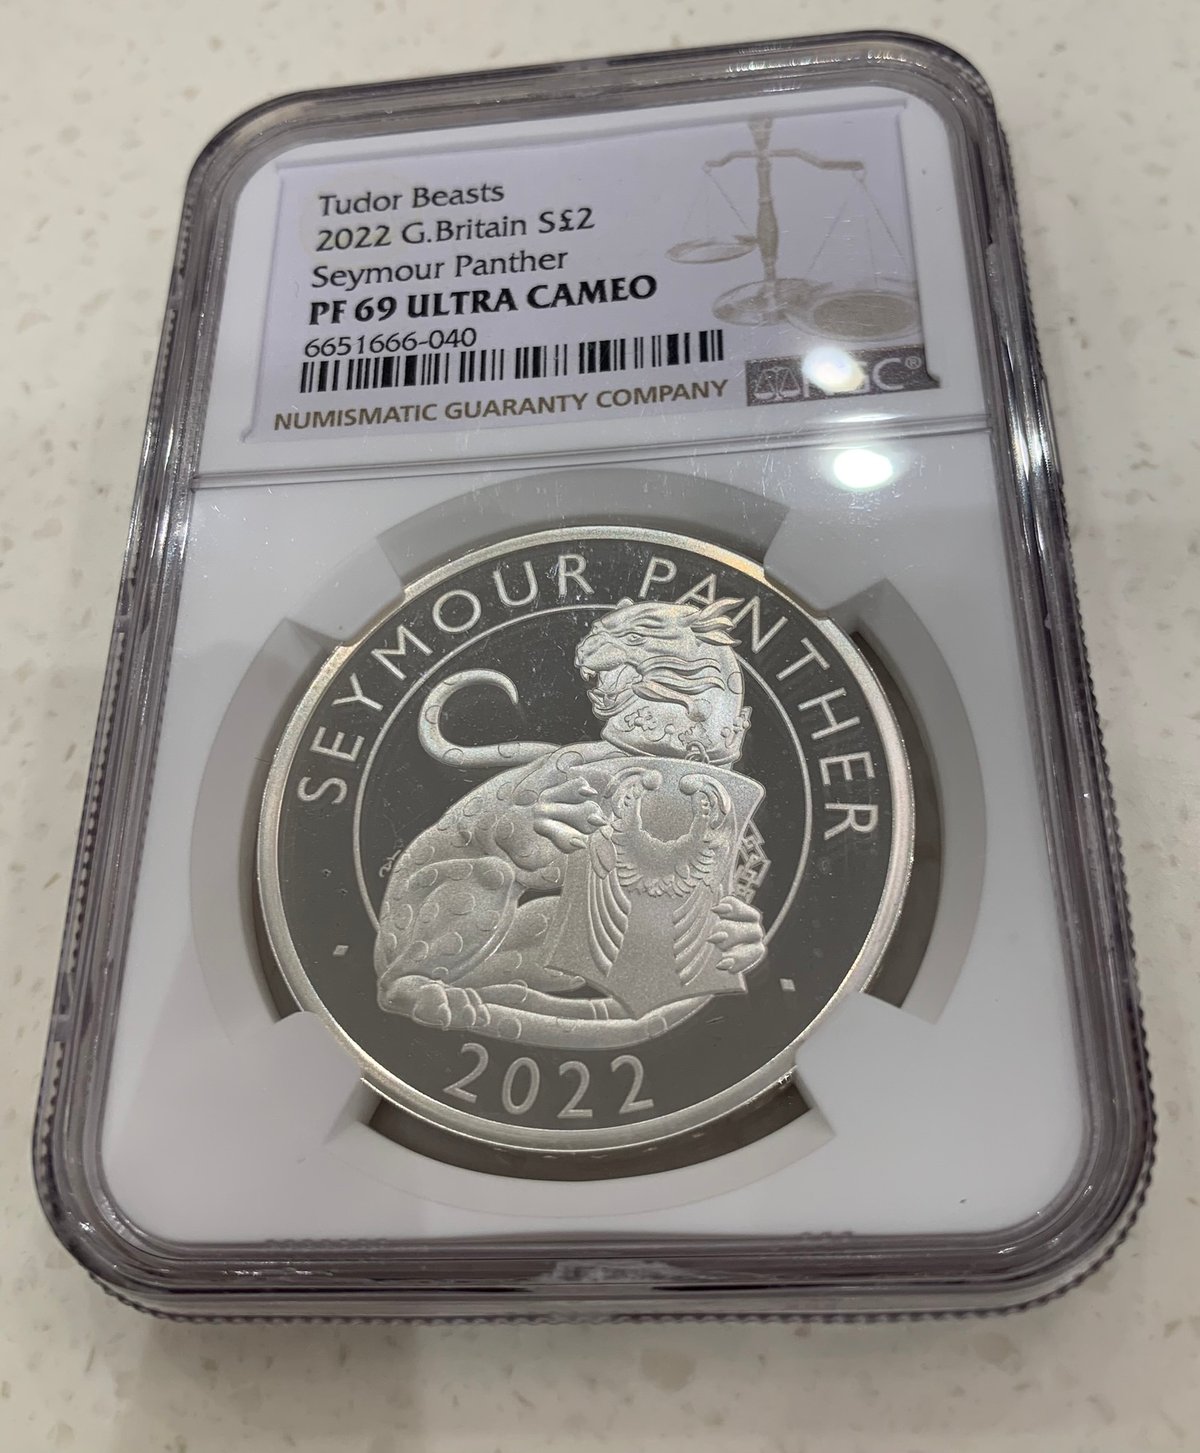 Tudor Beasts
2022 G.Britain S£2
Seymour Panther
PF 69 ULTRA CAMEO
6651666-040
NUMISMATIC GUARANTY COMPANY
NGC®
SEYMOUR PANTHER
2022